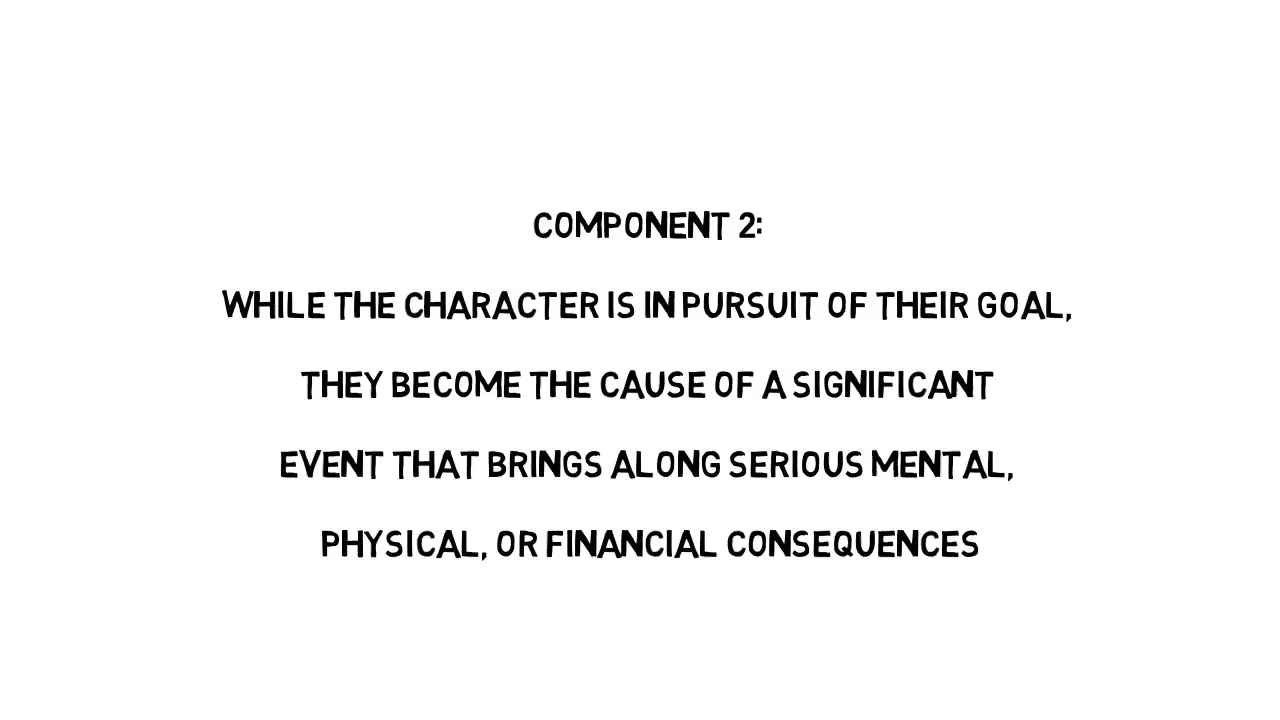 COMPONENT 2:
WHILE THE CHARACTER IS IN PURSUIT OF THEIR GOAL,
THEY BECOME THE CAUSE OF A SIGNIFICANT
EVENT THAT BRINGS ALONG SERIOUS MENTAL,
PHYSICAL, OR FINANCIAL CONSEQUENCES